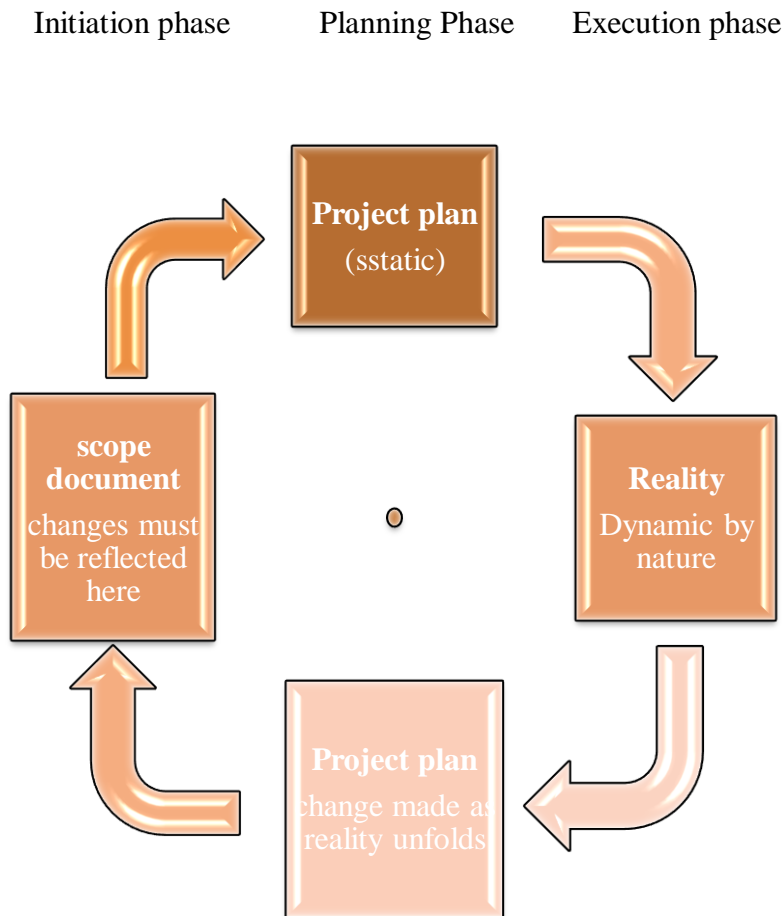 Initiation phase
Planning Phase
Execution phase
Project plan
(sstatic)
scope
document
changes must
be reflected
here
Reality
Dynamic by
nature
Project plan
change made as
reality unfolds